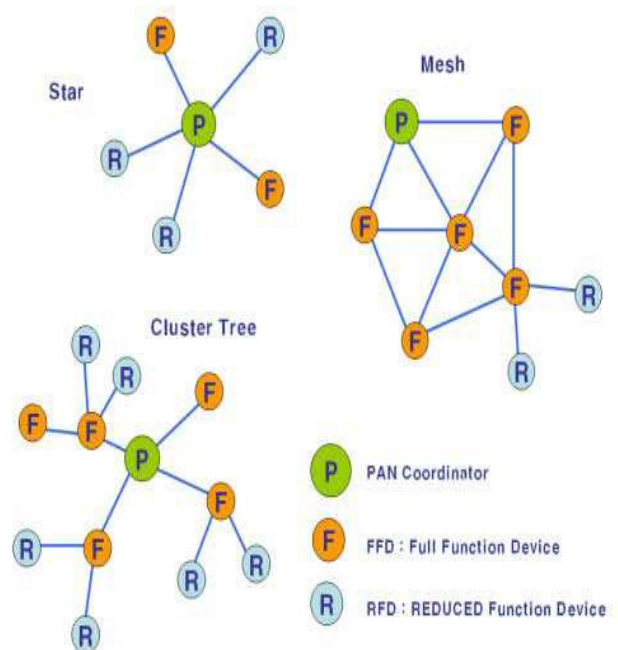 Star
F
R
P
R
F
R
Mesh
P
F
F
F
F
R
F
R
Cluster Tree
R
R
F
F
F
P
F
R
F
R
R
R
P PAN Coordinator
F FFD : Full Function Device
R RFD : REDUCED Function Device